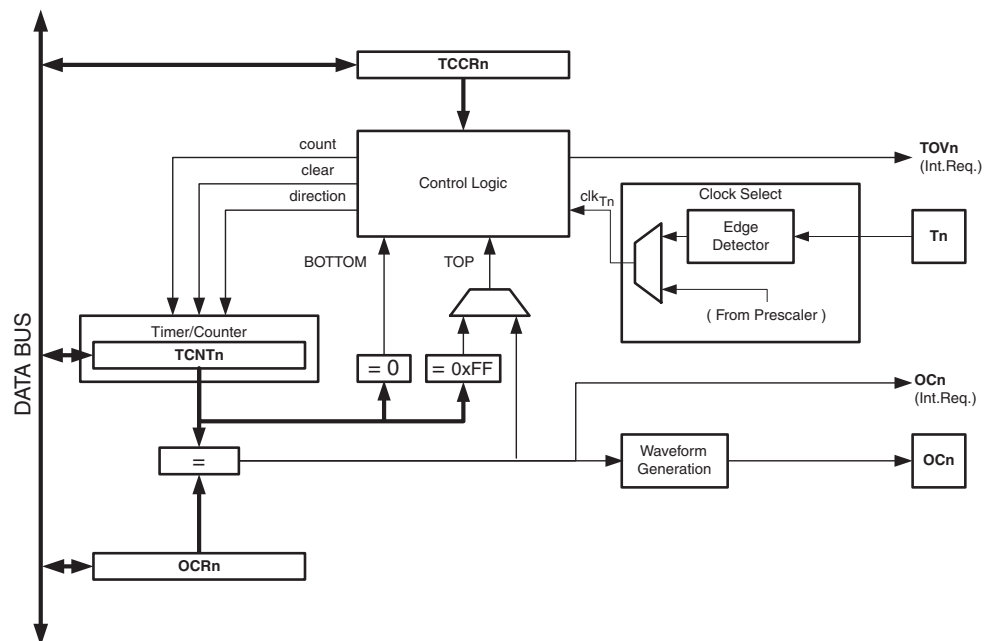 TCCRn
count
clear
direction
Control Logic
TOVn
(Int.Req.)
clkTn
Clock Select
Edge
Detector
Tn
( From Prescaler )
BOTTOM
TOP
Timer/Counter
TCNTn
= 0
= 0xFF
OCn
(Int.Req.)
=
Waveform
Generation
OCn
OCRn
DATA BUS